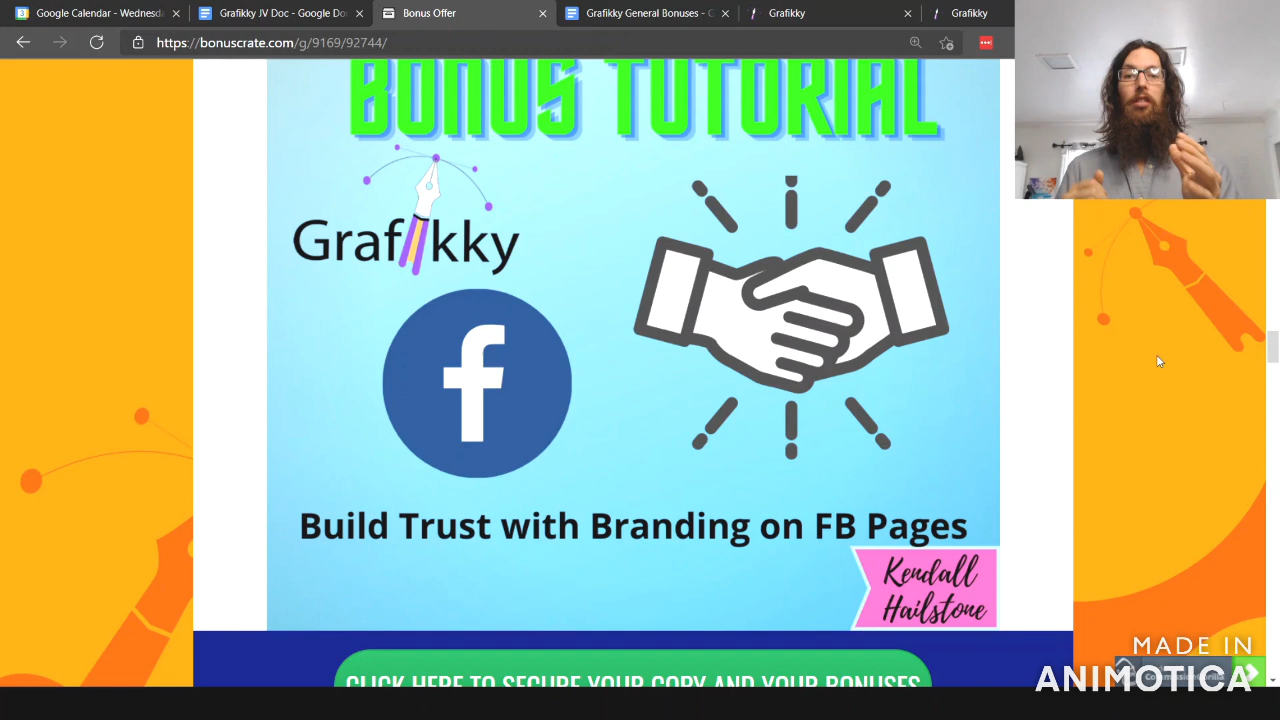 Google Calendar - Wednesda
Grafikky JV Doc - Google Do
Bonus Offer
Grafikky General Bonuses - G
Grafikky
Grafikky
https://bonuscrate.com/g/9169/92744/
BONUS TUTORIAL
Grafikky
f
Build Trust with Branding on FB Pages
Kendall
Hailstone
CLICK HERE TO SECURE YOUR COPY AND YOUR BONUSES
MADE IN
ANIMOTICA